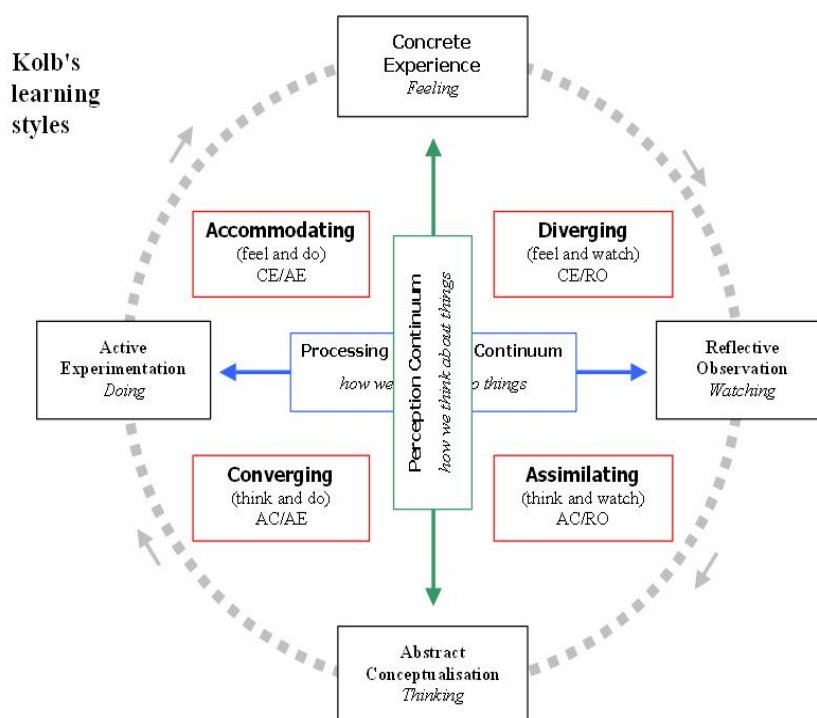 Kolb's
learning
styles
Concrete
Experience
Feeling
Accommodating
(feel and do)
CE/AE
Diverging
(feel and watch)
CE/RO
Perception Continuum
how we think about things
Active
Experimentation
Doing
Processing Continuum
how we things
Reflective
Observation
Watching
Converging
(think and do)
AC/AE
Assimilating
(think and watch)
AC/RO
Abstract
Conceptualisation
Thinking